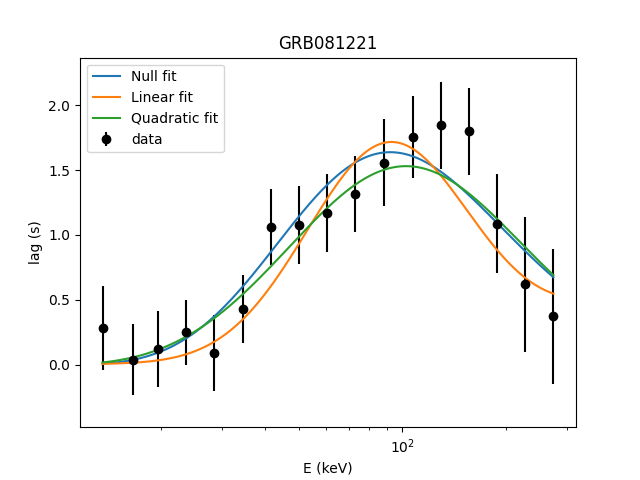 GRB081221
Null fit
Linear fit
Quadratic fit
data
2.0
1.5
1.0
0.5
0.0
lag (s)
10²
E (keV)